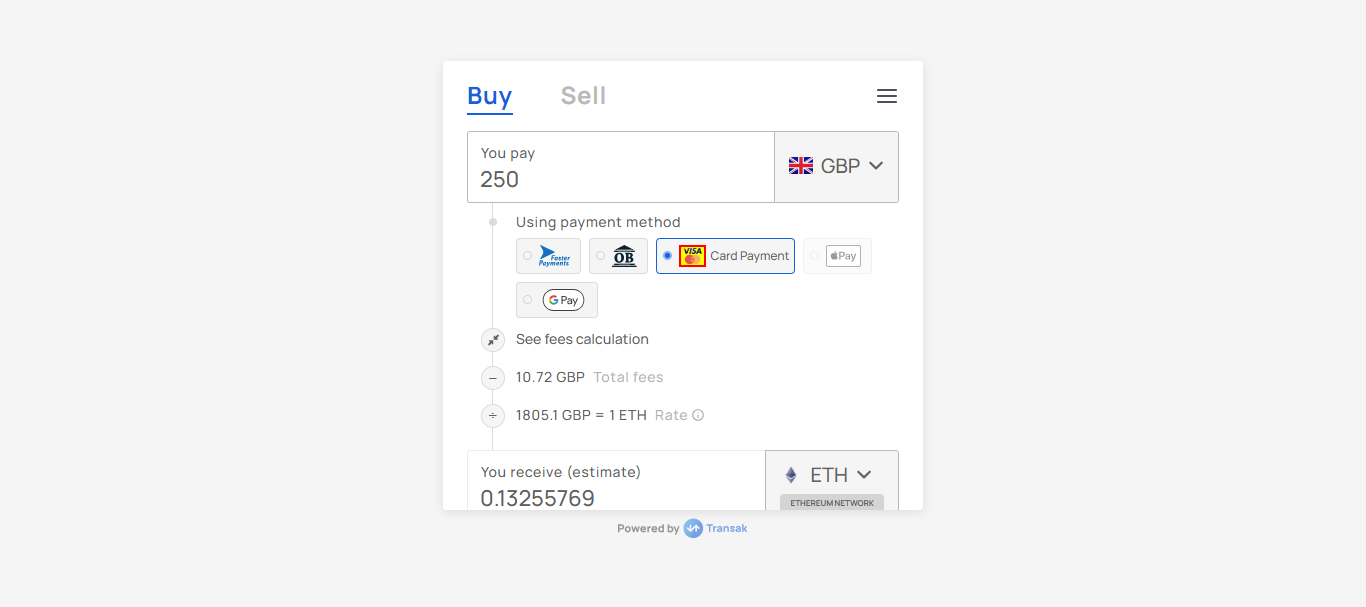 Buy Sell
You pay
250
GBP
Using payment method
Faster Payments
OB
VISA Card Payment
Pay
G Pay
See fees calculation
10.72 GBP Total fees
1805.1 GBP = 1 ETH Rate
You receive (estimate)
0.13255769
ETH
ETHEREUM NETWORK
Powered by Transak